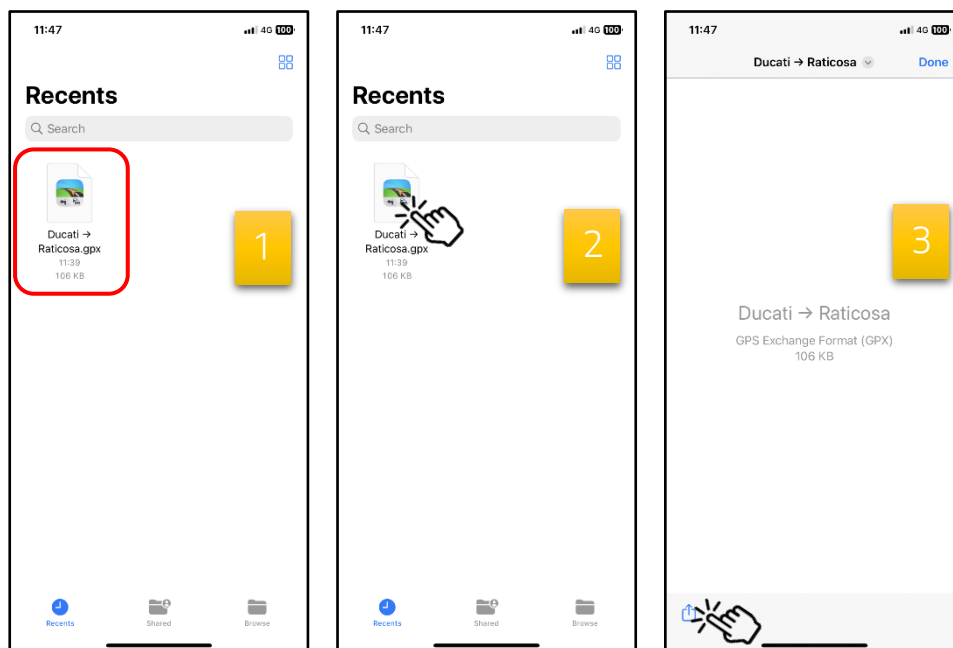 11:47
4G 100
Recents
Search
Ducati →
Raticosa.gpx
11:39
106 KB
1
Recents
Shared
Browse
11:47
4G 100
Recents
Search
Ducati →
Raticosa.gpx
11:39
106 KB
2
Recents
Shared
Browse
11:47
4G 100
Ducati → Raticosa
Done
3
Ducati → Raticosa
GPS Exchange Format (GPX)
106 KB